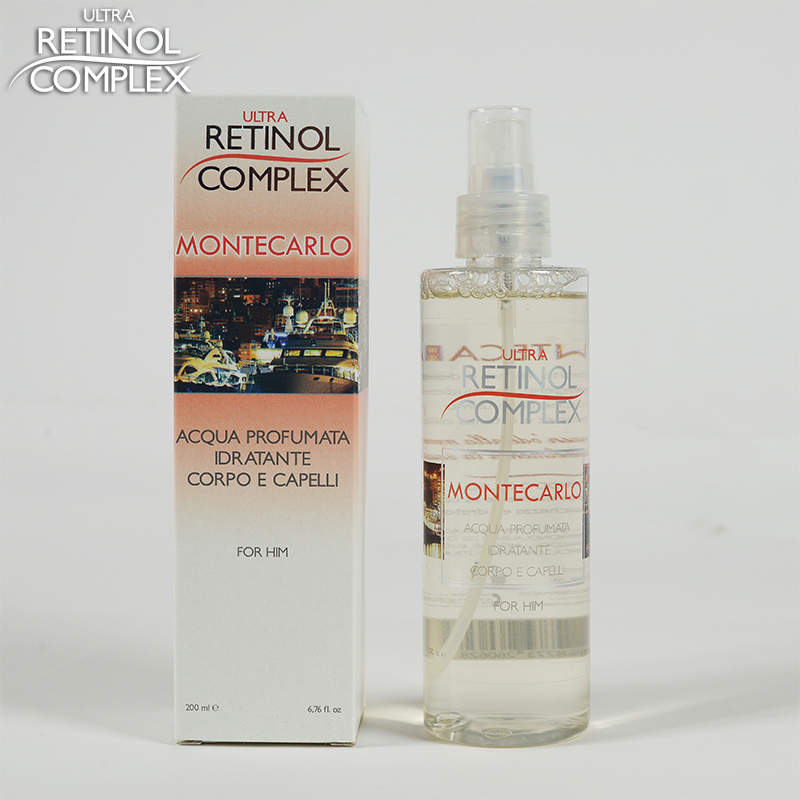 ULTRA
RETINOL
COMPLEX
ULTRA
RETINOL
COMPLEX
MONTECARLO
ACQUA PROFUMATA
IDRATANTE
CORPO E CAPELLI
FOR HIM
200 ml ℮
6,76 fl. oz
ULTRA
RETINOL
COMPLEX
MONTECARLO
ACQUA PROFUMATA
IDRATANTE
CORPO E CAPELLI
FOR HIM